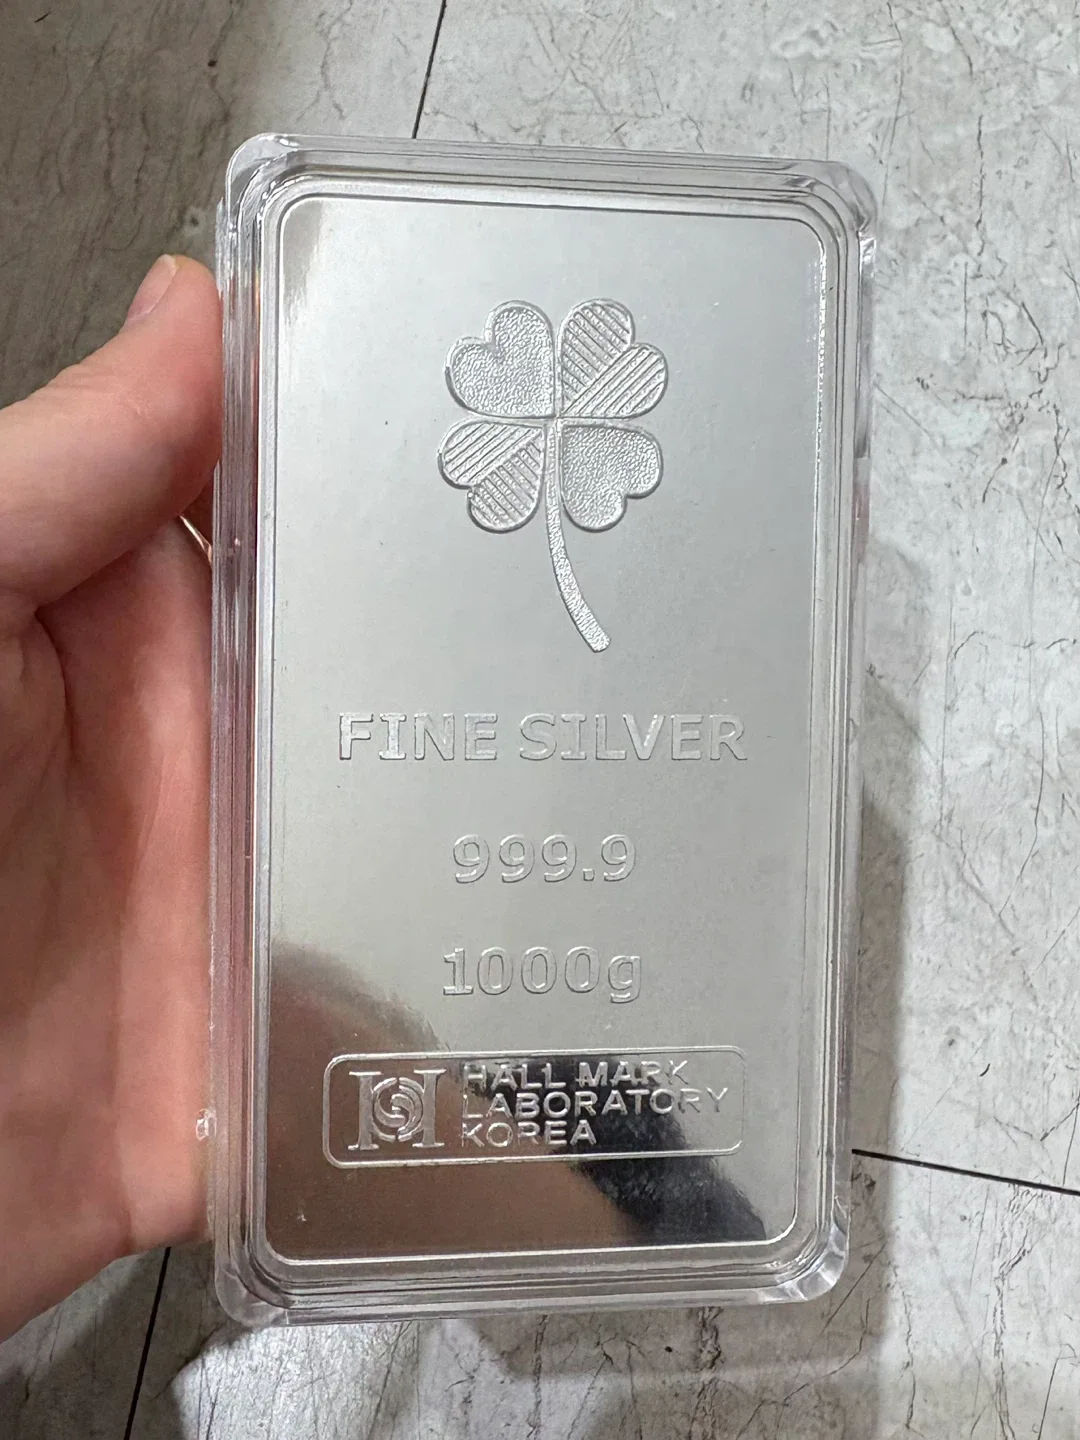 FINE SILVER
999.9
1000g
HALL MARK
LABORATORY
KOREA